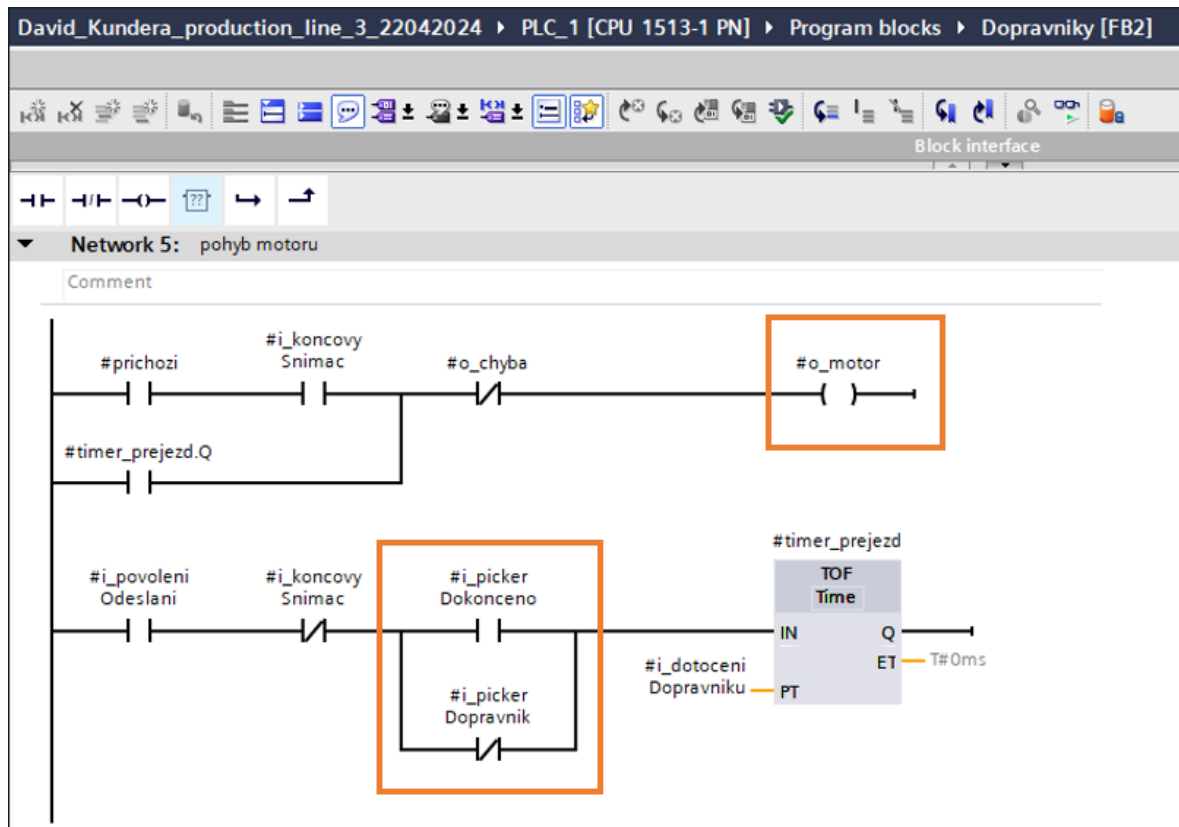 David_Kundera_production_line_3_22042024 ▸ PLC_1 [CPU 1513-1 PN] ▸ Program blocks ▸ Dopravniky [FB2]
Block interface
??
Network 5: pohyb motoru
Comment
#prichozi
#i_koncovy
Snimac
#o_chyba
#o_motor
#timer_prejezd.Q
#i_povoleni
Odeslani
#i_koncovy
Snimac
#i_picker
Dokonceno
#i_picker
Dopravnik
#timer_prejezd
TOF
Time
IN
Q
#i_dotoceni
Dopravniku
PT
ET
T#0ms